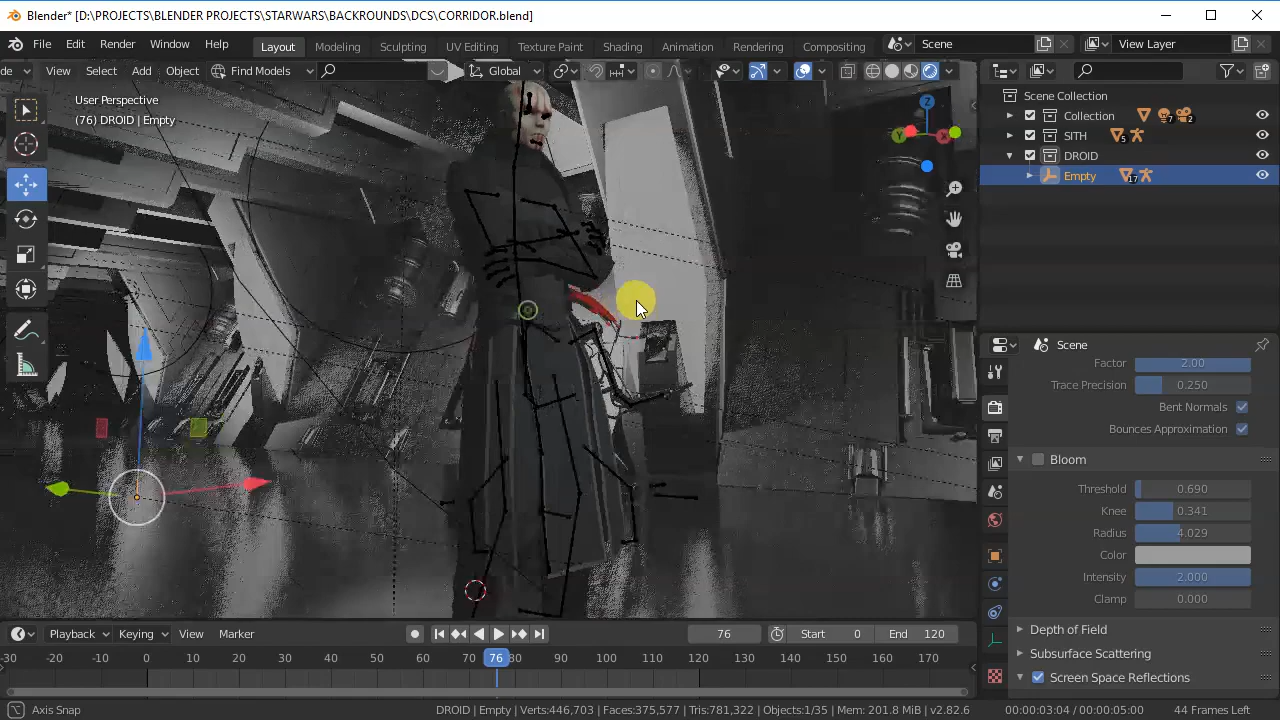 Blender* [D:\PROJECTS\BLENDER PROJECTS\STARWARS\BACKROUNDS\DCS\CORRIDOR.blend]
File Edit Render Window Help Layout Modeling Sculpting UV Editing Texture Paint Shading Animation Rendering Compositing Scene View Layer
de View Select Add Object Find Models Global
User Perspective
(76) DROID | Empty
Z
Y
X
Scene Collection
Collection 7 2
SITH 5
DROID
Empty 17
Scene
Factor 2.00
Trace Precision 0.250
Bent Normals
Bounces Approximation
Bloom
Threshold 0.690
Knee 0.341
Radius 4.029
Color
Intensity 2.000
Clamp 0.000
Depth of Field
Subsurface Scattering
Screen Space Reflections
Playback Keying View Marker 76 Start 0 End 120
-30 -20 -10 0 10 20 30 40 50 60 70 76 80 90 100 110 120 130 140 150 160 170
Axis Snap DROID | Empty | Verts:446,703 | Faces:375,577 | Tris:781,322 | Objects:1/35 | Mem: 201.8 MiB | v2.82.6 00:00:03:04 / 00:00:05:00 44 Frames Left